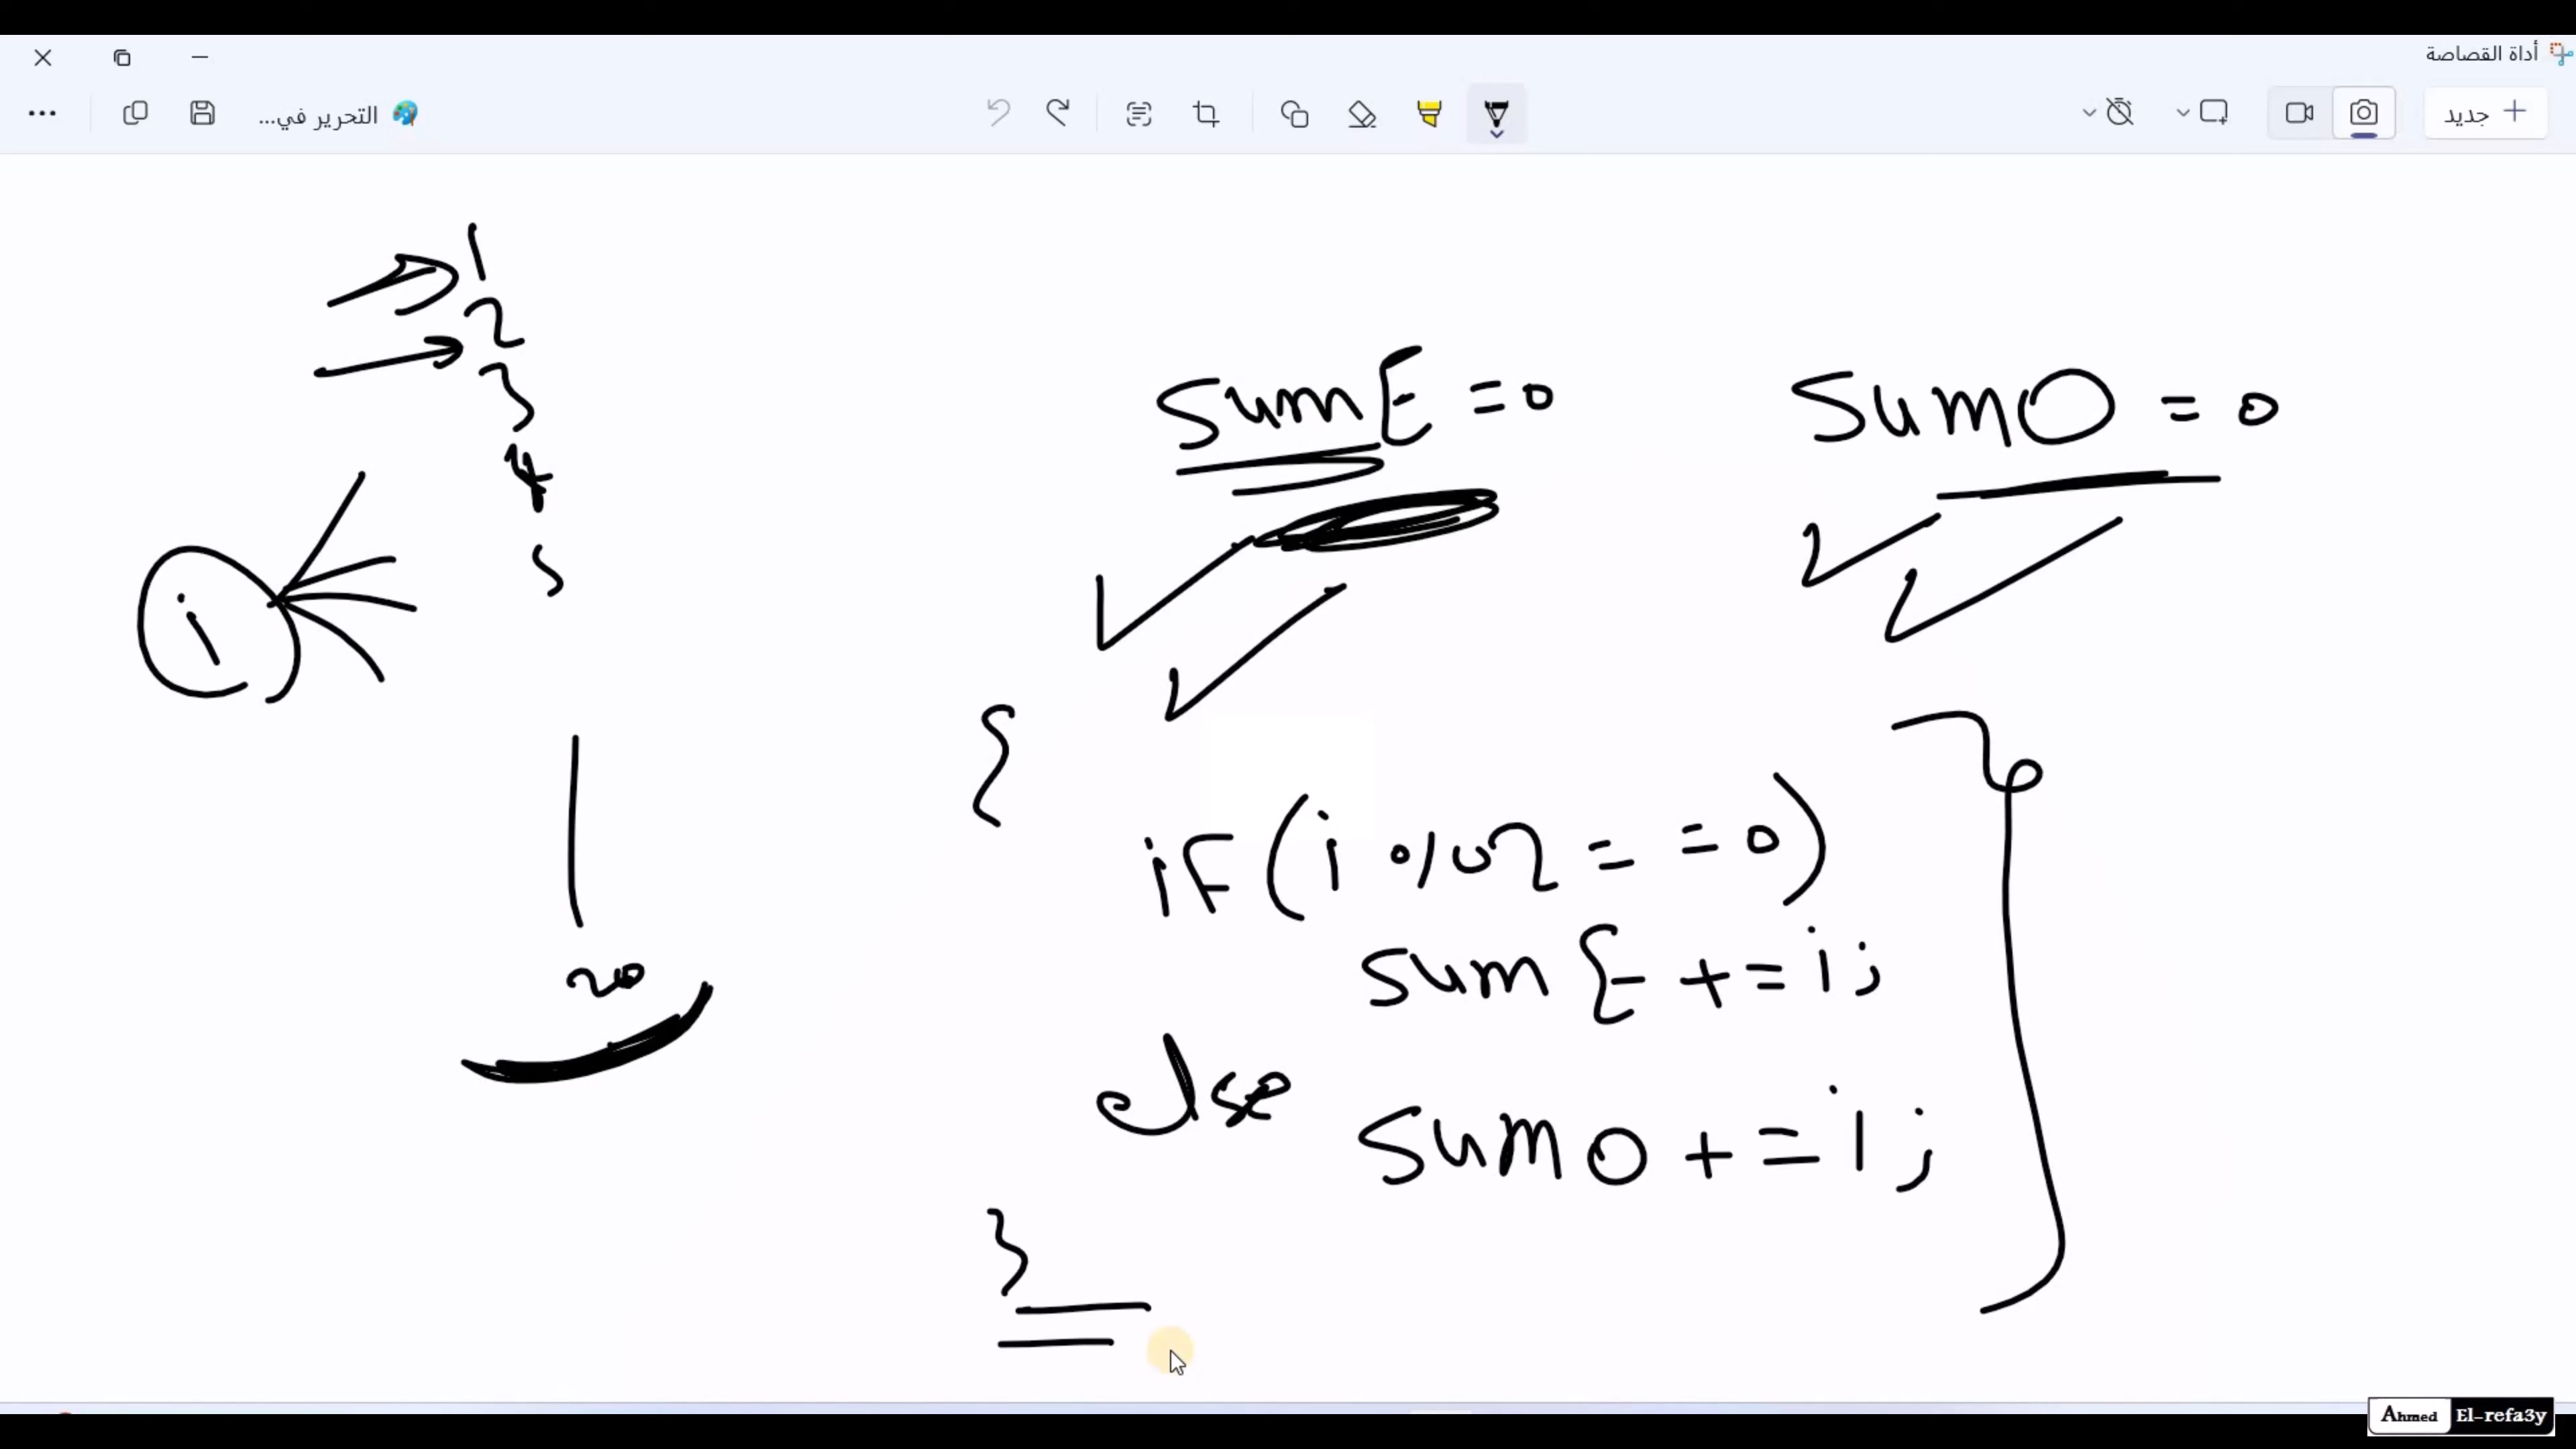 أداة القصاصة
جديد
التحرير في...
1
2
3
4
5
i
20
sumE = 0
sumO = 0
{
if (i % 2 = = 0)
sumE + = i ;
else
sumO + = i ;
}
Ahmed El-refa3y